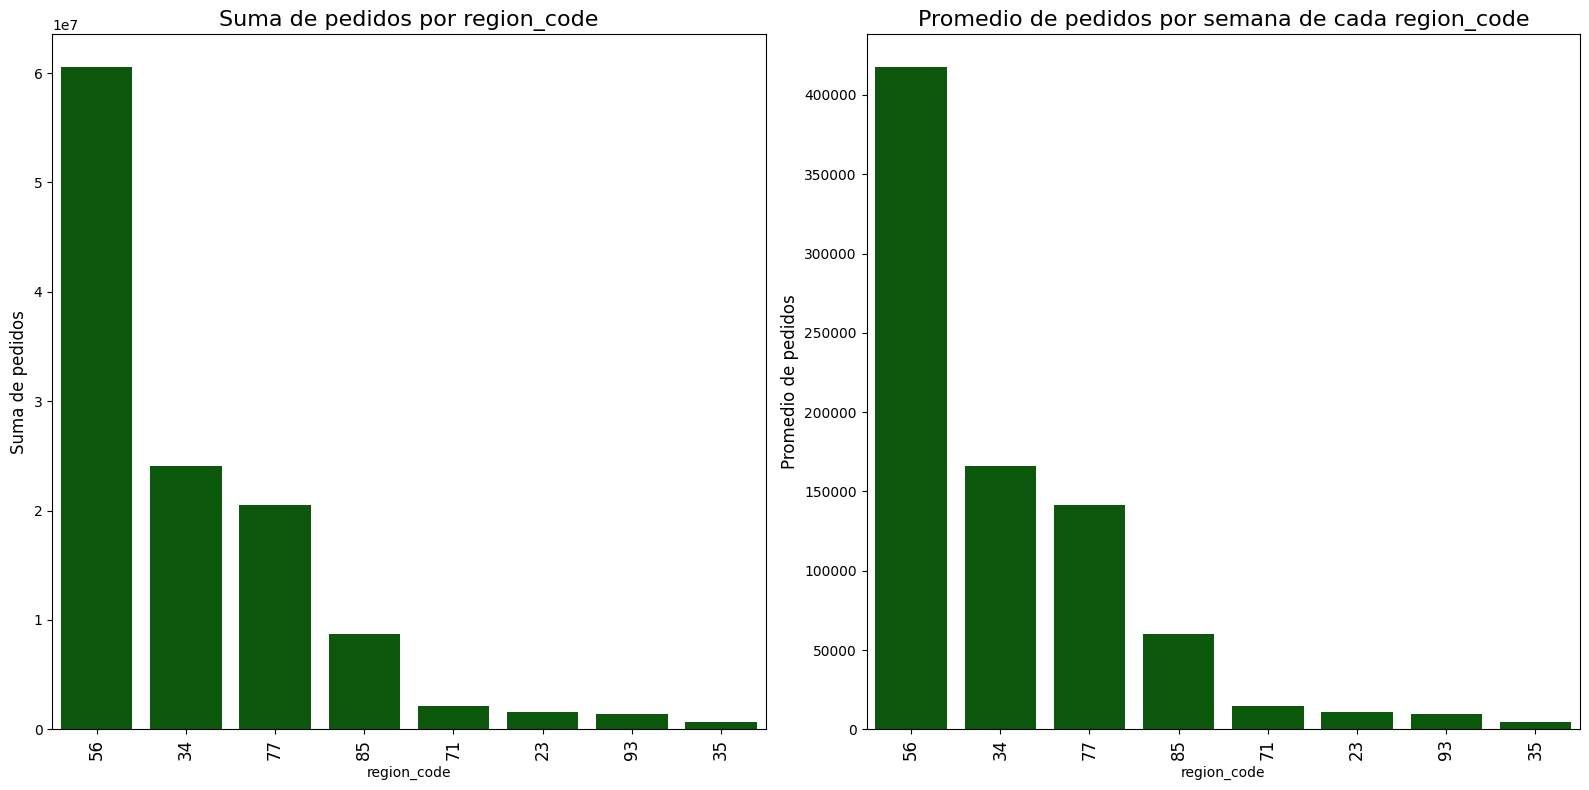 Suma de pedidos por region_code
1e7
6
5
4
3
2
1
0
Suma de pedidos
56 34 77 85 71 23 93 35
region_code
Promedio de pedidos por semana de cada region_code
400000
350000
300000
250000
200000
150000
100000
50000
0
Promedio de pedidos
56 34 77 85 71 23 93 35
region_code